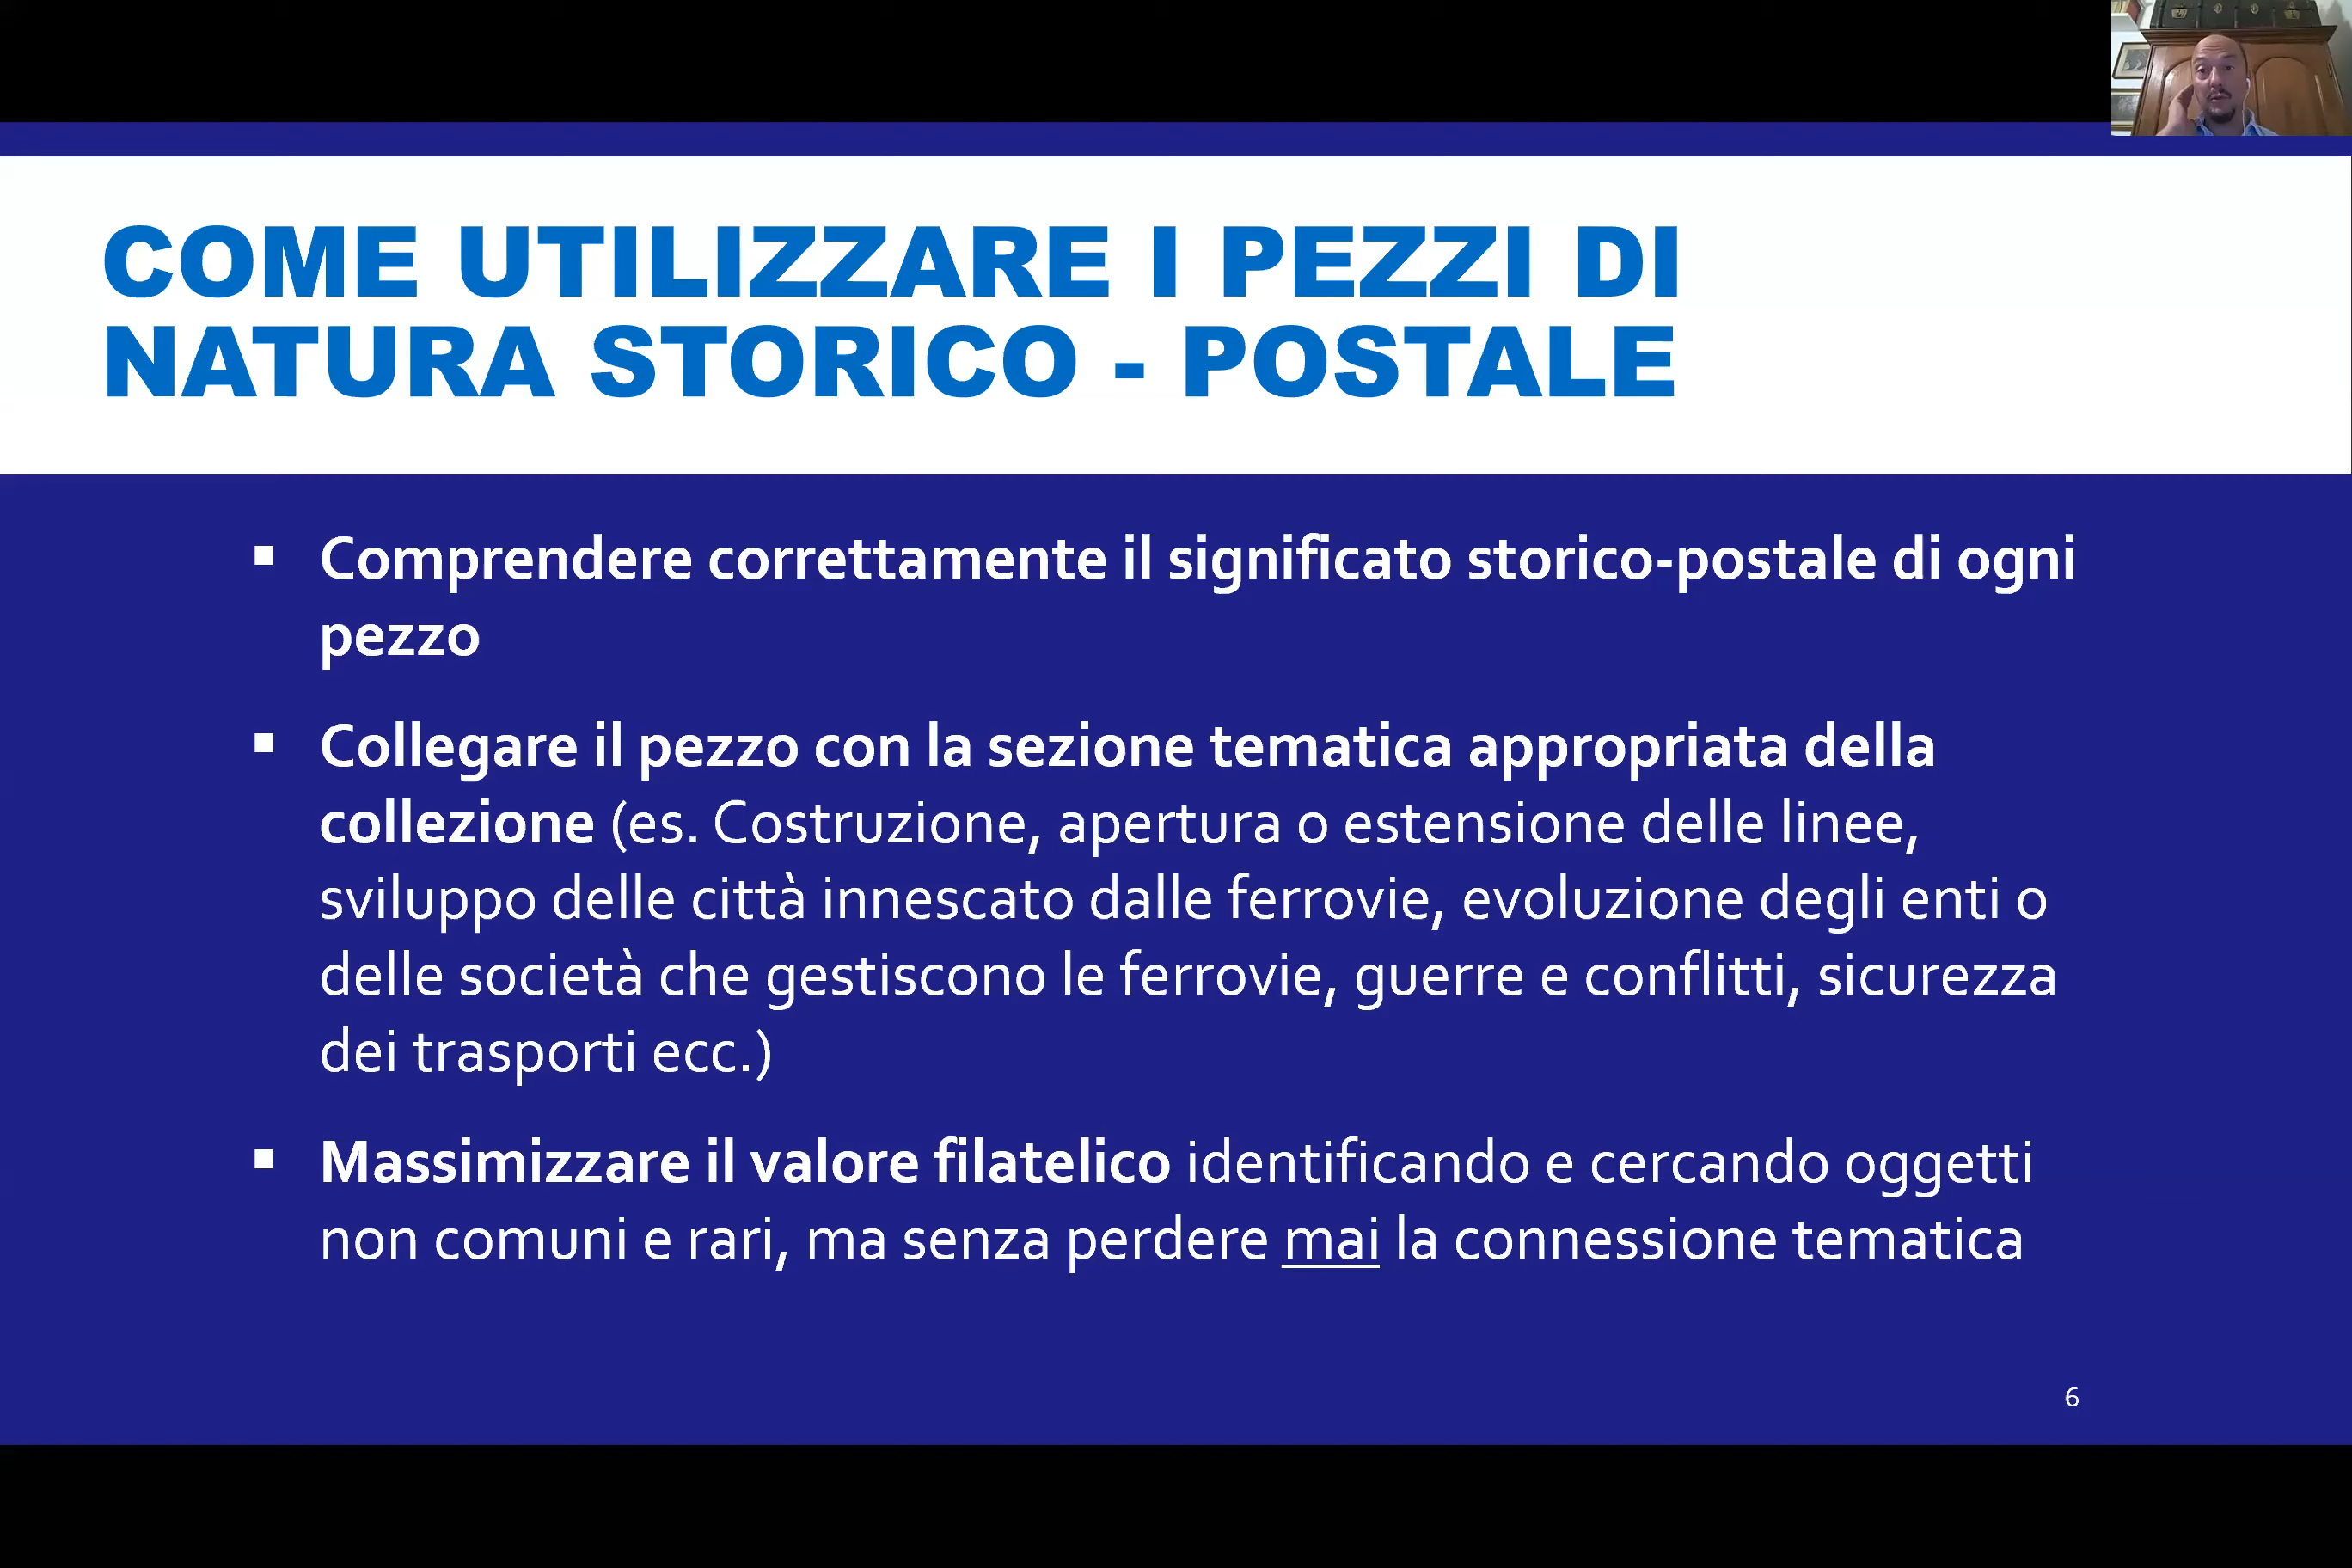 COME UTILIZZARE I PEZZI DI
NATURA STORICO - POSTALE
▪ Comprendere correttamente il significato storico-postale di ogni
pezzo
▪ Collegare il pezzo con la sezione tematica appropriata della
collezione (es. Costruzione, apertura o estensione delle linee,
sviluppo delle città innescato dalle ferrovie, evoluzione degli enti o
delle società che gestiscono le ferrovie, guerre e conflitti, sicurezza
dei trasporti ecc.)
▪ Massimizzare il valore filatelico identificando e cercando oggetti
non comuni e rari, ma senza perdere mai la connessione tematica
6